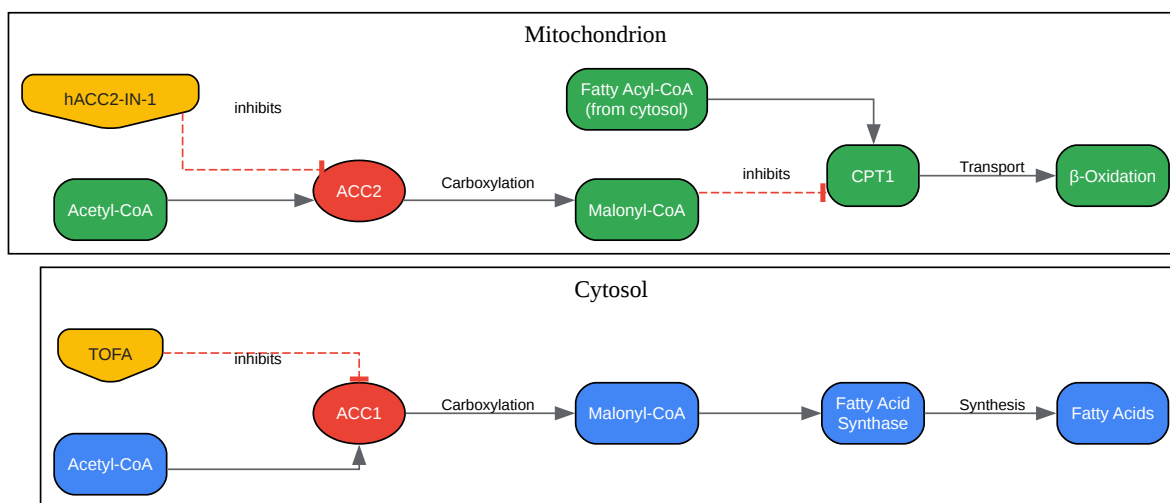 Mitochondrion
hACC2-IN-1
inhibits
Fatty Acyl-CoA
(from cytosol)
Acetyl-CoA
ACC2
Carboxylation
Malonyl-CoA
inhibits
CPT1
Transport
β-Oxidation
Cytosol
TOFA
inhibits
Acetyl-CoA
ACC1
Carboxylation
Malonyl-CoA
Fatty Acid
Synthase
Synthesis
Fatty Acids